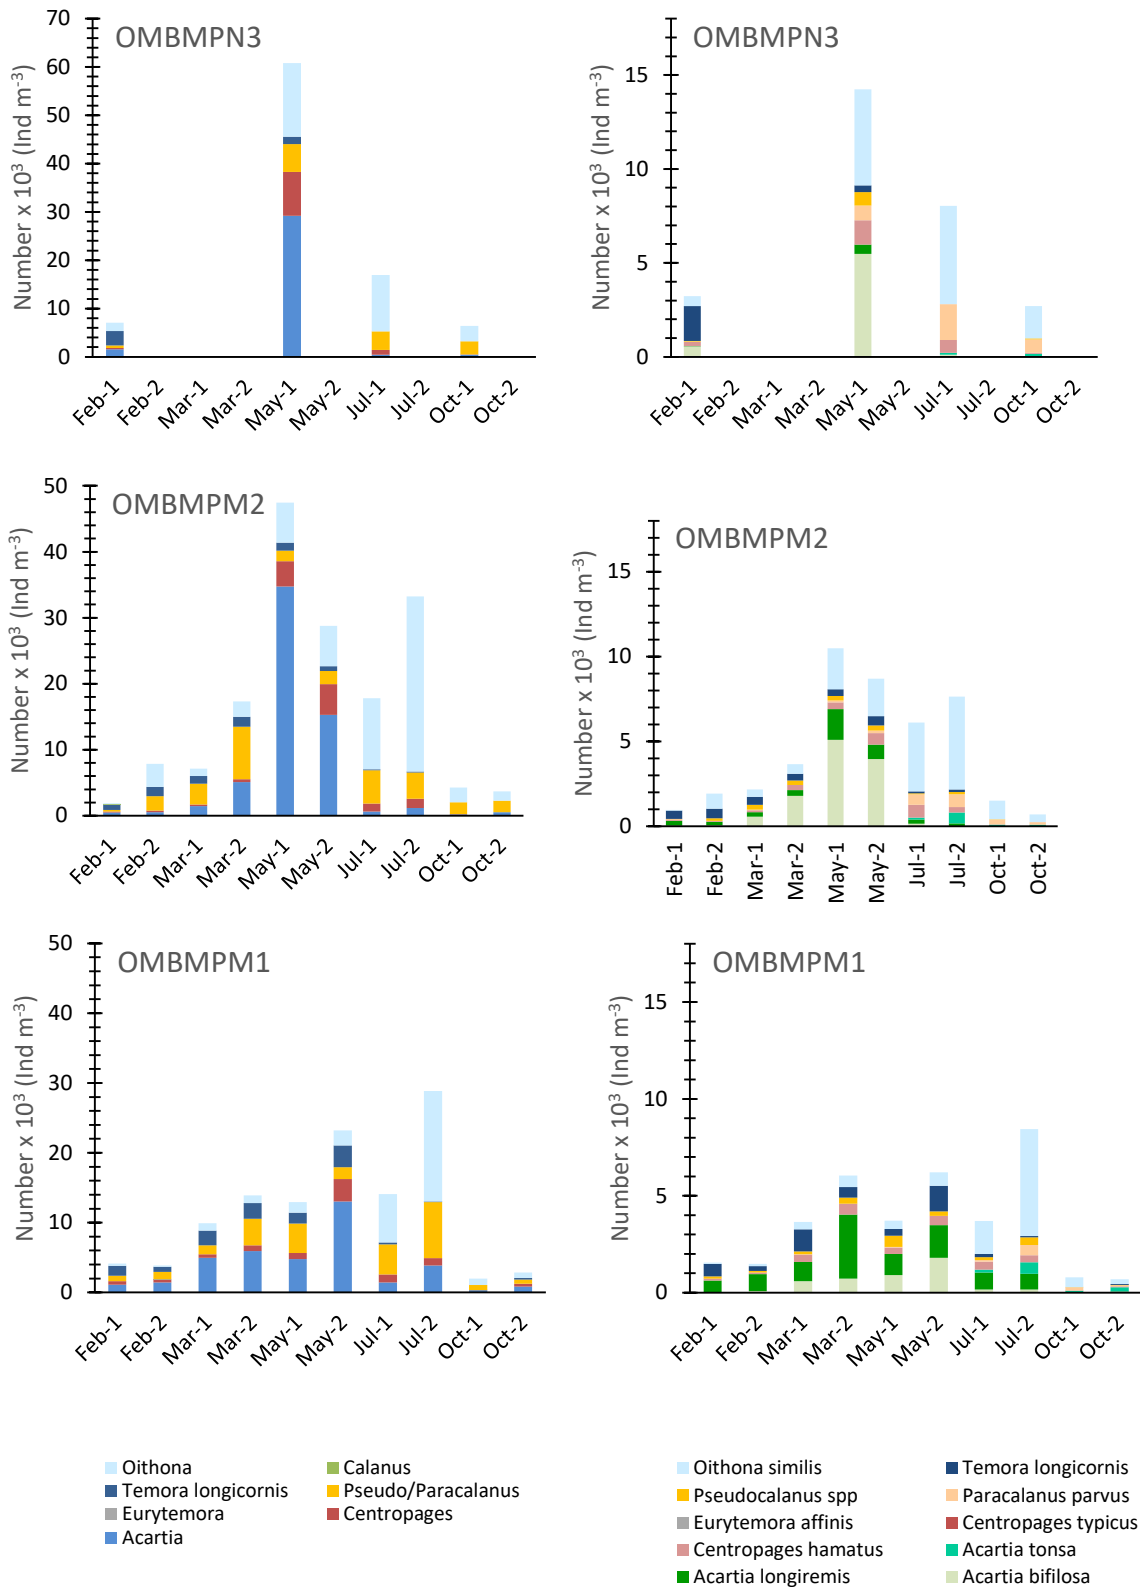 OMBMPN3
Number x 10³ (Ind m⁻³)
70
60
50
40
30
20
10
0
Feb-1 Feb-2 Mar-1 Mar-2 May-1 May-2 Jul-1 Jul-2 Oct-1 Oct-2
OMBMPN3
Number x 10³ (Ind m⁻³)
15
10
5
0
Feb-1 Feb-2 Mar-1 Mar-2 May-1 May-2 Jul-1 Jul-2 Oct-1 Oct-2
OMBMPM2
Number x 10³ (Ind m⁻³)
50
40
30
20
10
0
Feb-1 Feb-2 Mar-1 Mar-2 May-1 May-2 Jul-1 Jul-2 Oct-1 Oct-2
OMBMPM2
Number x 10³ (Ind m⁻³)
15
10
5
0
Feb-1 Feb-2 Mar-1 Mar-2 May-1 May-2 Jul-1 Jul-2 Oct-1 Oct-2
OMBMPM1
Number x 10³ (Ind m⁻³)
50
40
30
20
10
0
Feb-1 Feb-2 Mar-1 Mar-2 May-1 May-2 Jul-1 Jul-2 Oct-1 Oct-2
OMBMPM1
Number x 10³ (Ind m⁻³)
15
10
5
0
Feb-1 Feb-2 Mar-1 Mar-2 May-1 May-2 Jul-1 Jul-2 Oct-1 Oct-2
Oithona Calanus
Temora longicornis Pseudo/Paracalanus
Eurytemora Centropages
Acartia
Oithona similis Temora longicornis
Pseudocalanus spp Paracalanus parvus
Eurytemora affinis Centropages typicus
Centropages hamatus Acartia tonsa
Acartia longiremis Acartia bifilosa